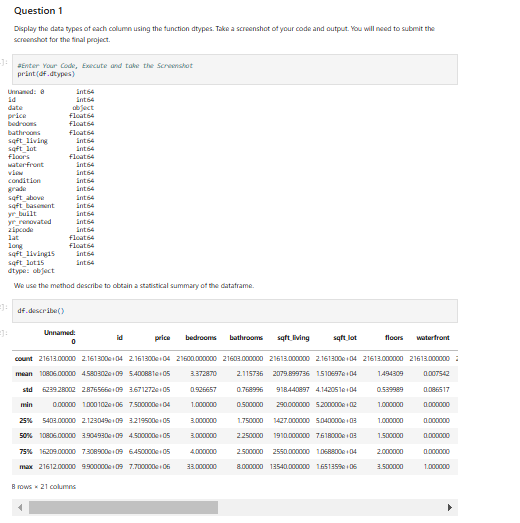 Question 1
Display the data types of each column using the function dtypes. Take a screenshot of your code and output. You will need to submit the
screenshot for the final project.
#Enter Your Code, Execute and take the Screenshot
print(df.dtypes)
Unnamed: 0 int64
id int64
date object
price float64
bedrooms float64
bathrooms float64
sqft_living int64
sqft_lot int64
floors float64
waterfront int64
view int64
condition int64
grade int64
sqft_above int64
sqft_basement int64
yr_built int64
yr_renovated int64
zipcode int64
lat float64
long float64
sqft_living15 int64
sqft_lot15 int64
dtype: object
We use the method describe to obtain a statistical summary of the dataframe.
df.describe()
Unnamed:
0 id price bedrooms bathrooms sqft_living sqft_lot floors waterfront
count 21613.00000 2.161300e+04 2.161300e+04 21600.000000 21603.000000 21613.000000 2.161300e+04 21613.000000 21613.000000 2
mean 10806.00000 4.580302e+09 5.400881e+05 3.372870 2.115736 2079.899736 1.510697e+04 1.494309 0.007542
std 6239.28002 2.876566e+09 3.671272e+05 0.926657 0.768996 918.440897 4.142051e+04 0.539989 0.086517
min 0.00000 1.000102e+06 7.500000e+04 1.000000 0.500000 290.000000 5.200000e+02 1.000000 0.000000
25% 5403.00000 2.123049e+09 3.219500e+05 3.000000 1.750000 1427.000000 5.040000e+03 1.000000 0.000000
50% 10806.00000 3.904930e+09 4.500000e+05 3.000000 2.250000 1910.000000 7.618000e+03 1.500000 0.000000
75% 16209.00000 7.308900e+09 6.450000e+05 4.000000 2.500000 2550.000000 1.068800e+04 2.000000 0.000000
max 21612.00000 9.900000e+09 7.700000e+06 33.000000 8.000000 13540.000000 1.651359e+06 3.500000 1.000000
8 rows × 21 columns